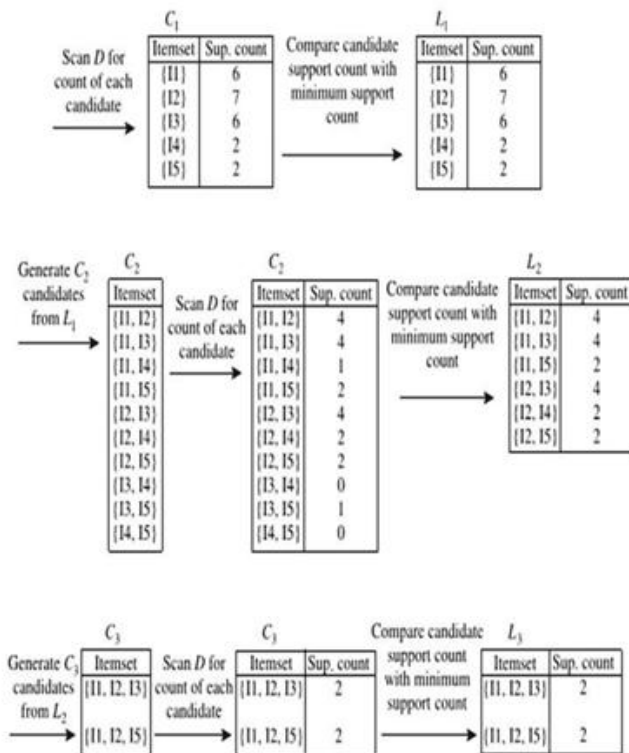 C1
L1
Scan D for
count of each
candidate
Itemset Sup. count
{I1} 6
{I2} 7
{I3} 6
{I4} 2
{I5} 2
Compare candidate
support count with
minimum support
count
Itemset Sup. count
{I1} 6
{I2} 7
{I3} 6
{I4} 2
{I5} 2
Generate C2
candidates
from L1
C2
Itemset
{I1, I2}
{I1, I3}
{I1, I4}
{I1, I5}
{I2, I3}
{I2, I4}
{I2, I5}
{I3, I4}
{I3, I5}
{I4, I5}
Scan D for
count of each
candidate
C2
Itemset Sup. count
{I1, I2} 4
{I1, I3} 4
{I1, I4} 1
{I1, I5} 2
{I2, I3} 4
{I2, I4} 2
{I2, I5} 2
{I3, I4} 0
{I3, I5} 1
{I4, I5} 0
Compare candidate
support count with
minimum support
count
L2
Itemset Sup. count
{I1, I2} 4
{I1, I3} 4
{I1, I5} 2
{I2, I3} 4
{I2, I4} 2
{I2, I5} 2
Generate C3
candidates
from L2
C3
Itemset
{I1, I2, I3}
{I1, I2, I5}
Scan D for
count of each
candidate
C3
Itemset Sup. count
{I1, I2, I3} 2
{I1, I2, I5} 2
Compare candidate
support count
with minimum
support count
L3
Itemset Sup. count
{I1, I2, I3} 2
{I1, I2, I5} 2